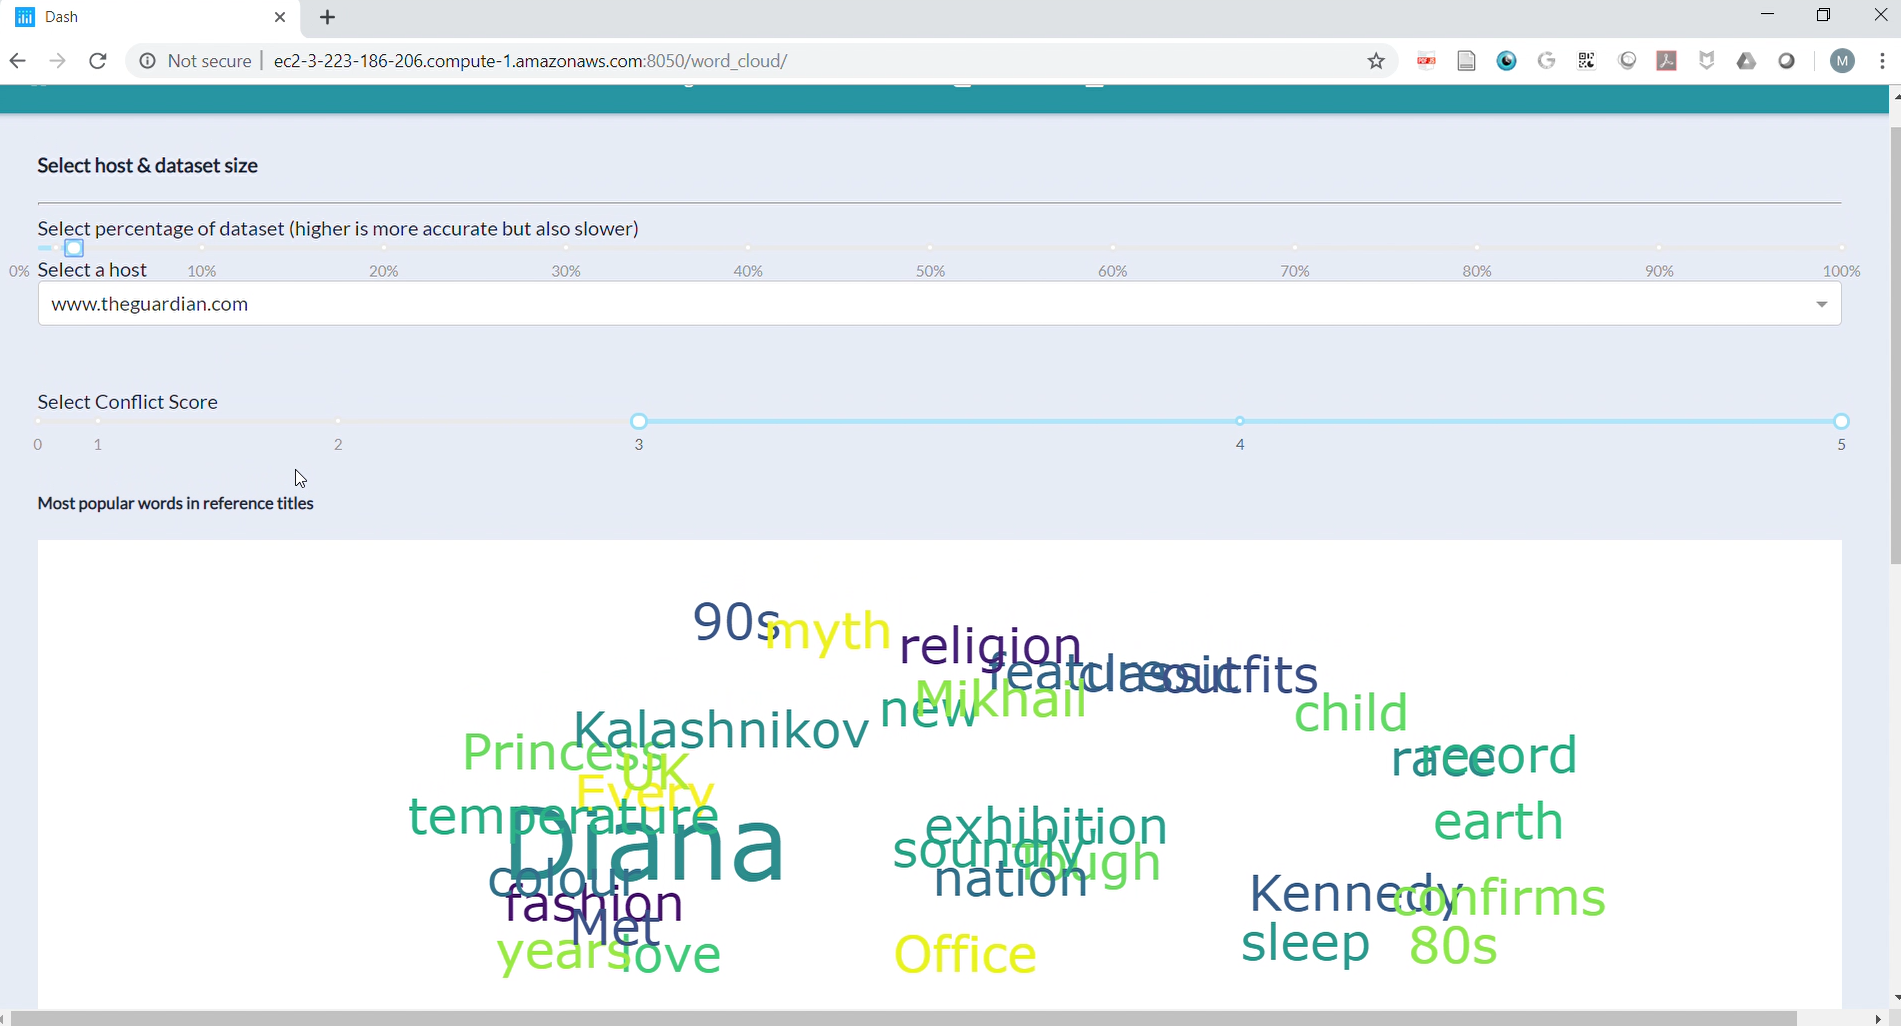 Dash
Not secure | ec2-3-223-186-206.compute-1.amazonaws.com:8050/word_cloud/
M
Select host & dataset size
Select percentage of dataset (higher is more accurate but also slower)
0% 10% 20% 30% 40% 50% 60% 70% 80% 90% 100%
Select a host
www.theguardian.com
Select Conflict Score
0 1 2 3 4 5
Most popular words in reference titles
90s
myth
religion
features
classic
outfits
Mikhail
new
child
Kalashnikov
Princess
UK
race
record
Every
temperature
Diana
exhibition
earth
soundly
Tough
colour
nation
fashion
Kennedy
confirms
Met
years
love
Office
sleep
80s